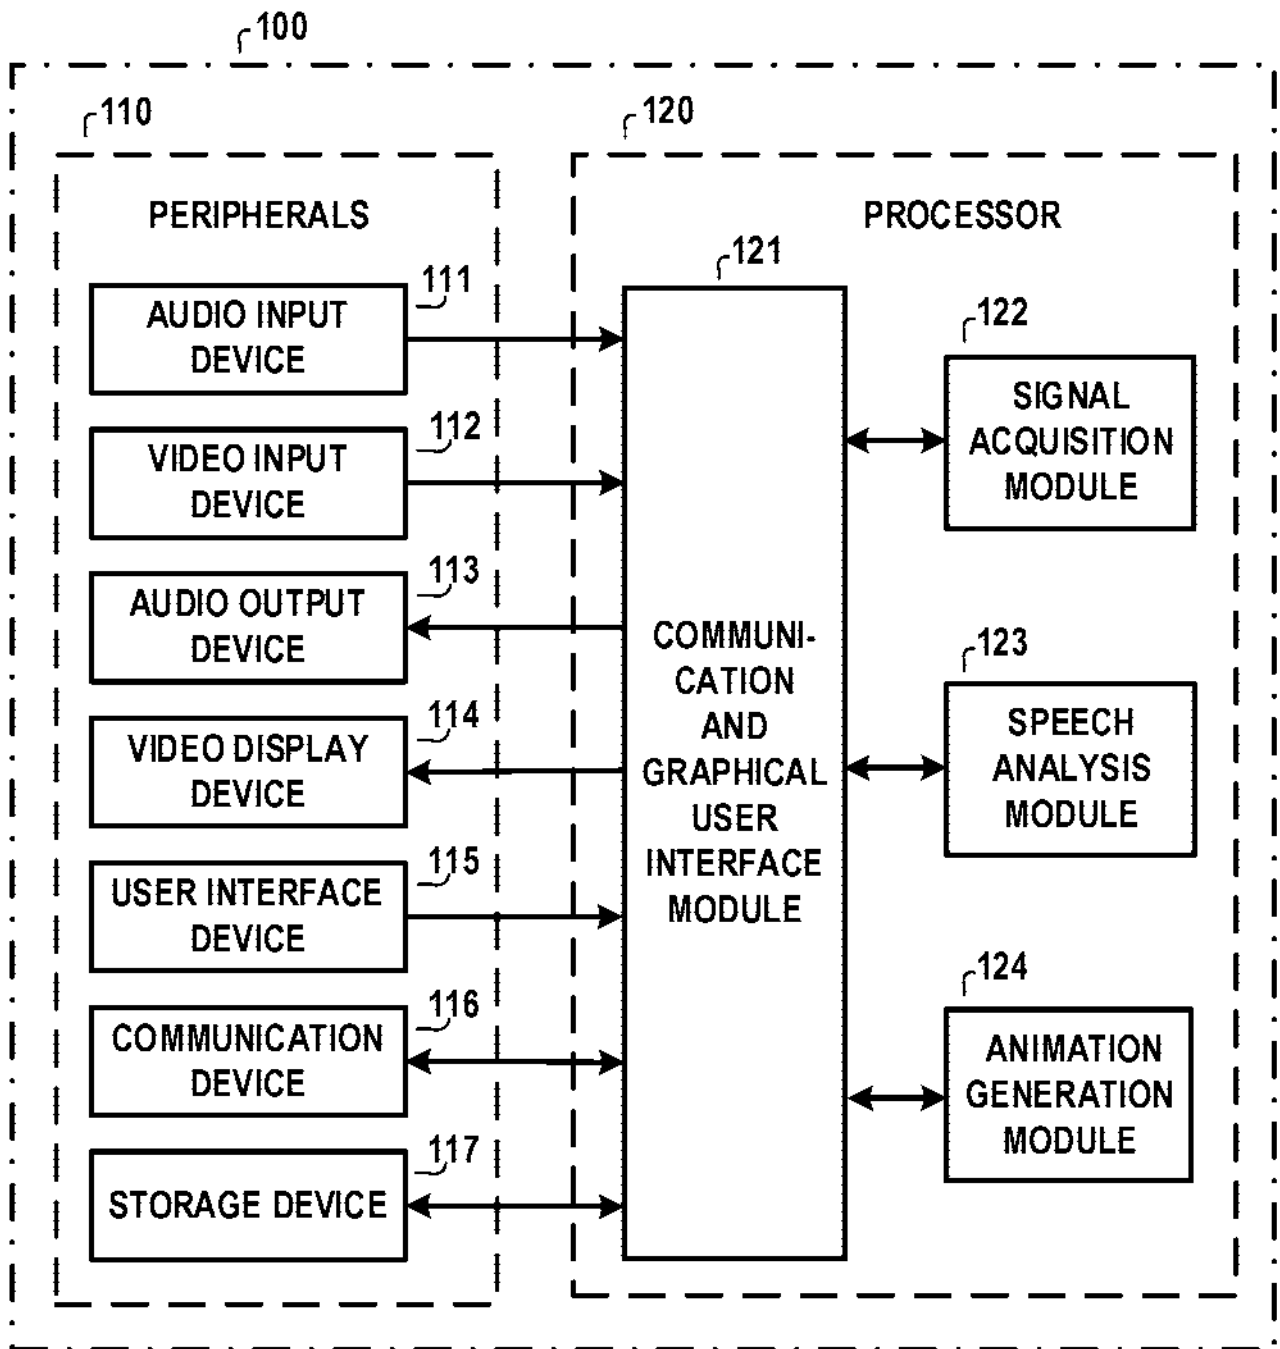 100
110
120
PERIPHERALS
PROCESSOR
111
AUDIO INPUT
DEVICE
112
VIDEO INPUT
DEVICE
113
AUDIO OUTPUT
DEVICE
114
VIDEO DISPLAY
DEVICE
115
USER INTERFACE
DEVICE
116
COMMUNICATION
DEVICE
117
STORAGE DEVICE
121
COMMUNI-
CATION
AND
GRAPHICAL
USER
INTERFACE
MODULE
122
SIGNAL
ACQUISITION
MODULE
123
SPEECH
ANALYSIS
MODULE
124
ANIMATION
GENERATION
MODULE